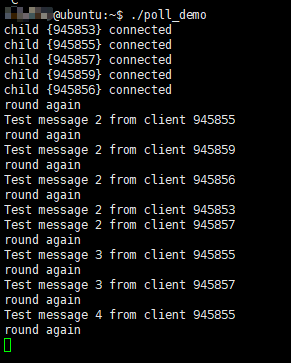 @ubuntu:~$ ./poll_demo
child {945853} connected
child {945855} connected
child {945857} connected
child {945859} connected
child {945856} connected
round again
Test message 2 from client 945855
round again
Test message 2 from client 945859
round again
Test message 2 from client 945856
round again
Test message 2 from client 945853
Test message 2 from client 945857
round again
Test message 3 from client 945855
round again
Test message 3 from client 945857
round again
Test message 4 from client 945855
round again